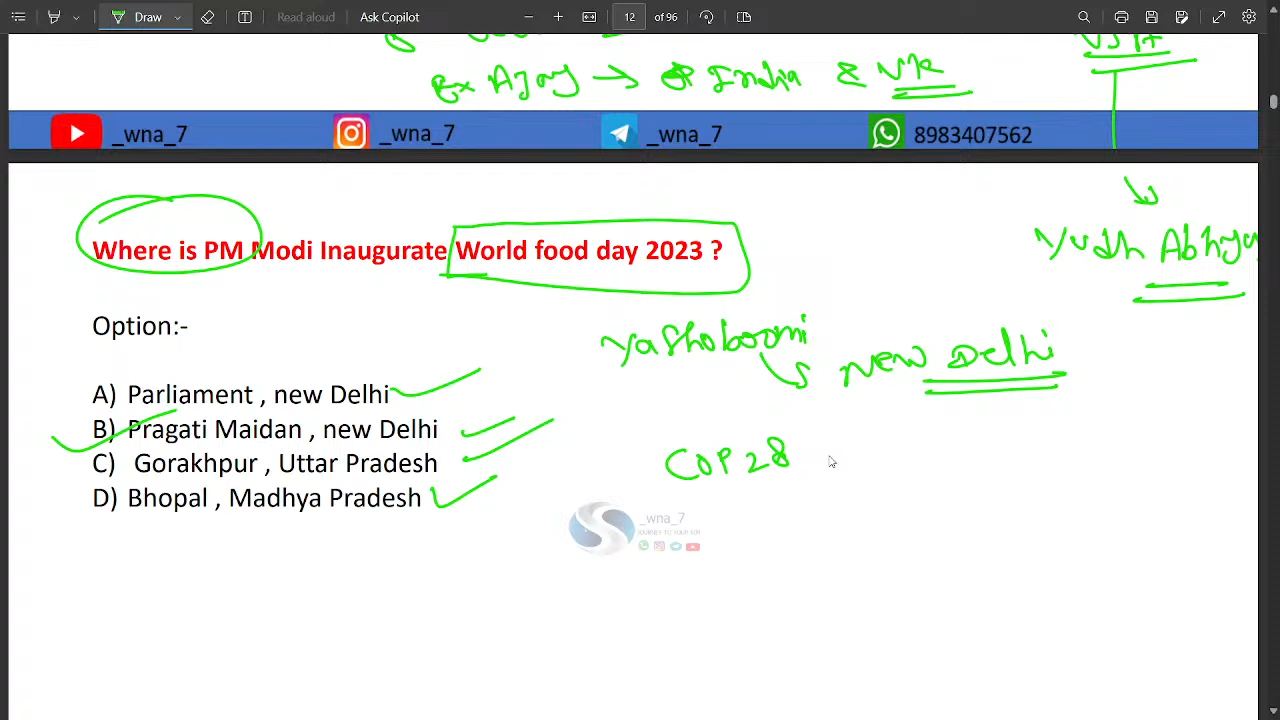 Draw
Read aloud
Ask Copilot
12
of 96
Ex Ajay → India & UK
USA
_wna_7
_wna_7
_wna_7
8983407562
Yudh Abhya
Where is PM Modi Inaugurate World food day 2023 ?
Option:-
Yashoboomi
New Delhi
A) Parliament , new Delhi
B) Pragati Maidan , new Delhi
C) Gorakhpur , Uttar Pradesh
D) Bhopal , Madhya Pradesh
COP 28
_wna_7